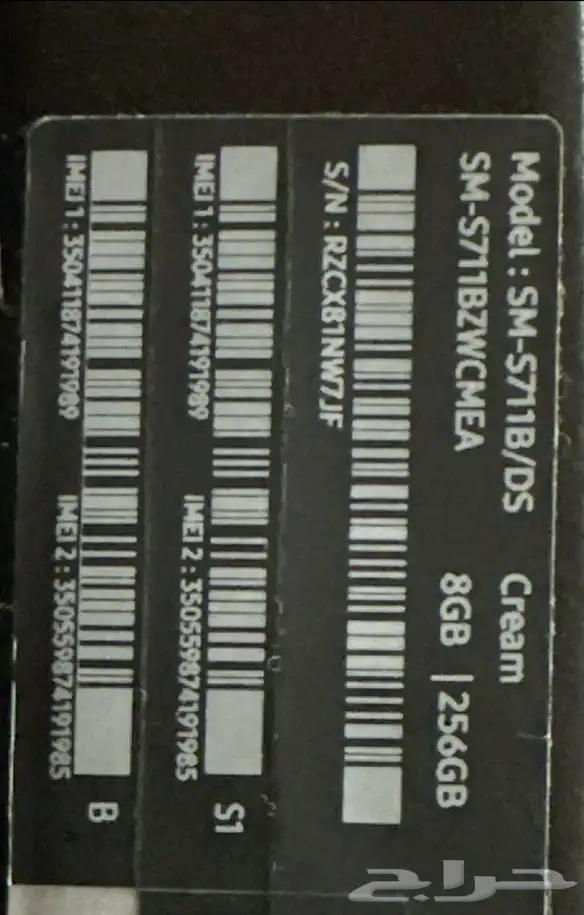 Model : SM-S711B/DS Cream
SM-S711BZWCMEA 8GB | 256GB
S/N : RZCXB1NW7JF
IMEI 1 : 350411874191989 IMEI 2 : 350559874191985
S1
IMEI 1 : 350411874191989 IMEI 2 : 350559874191985
B
حراج